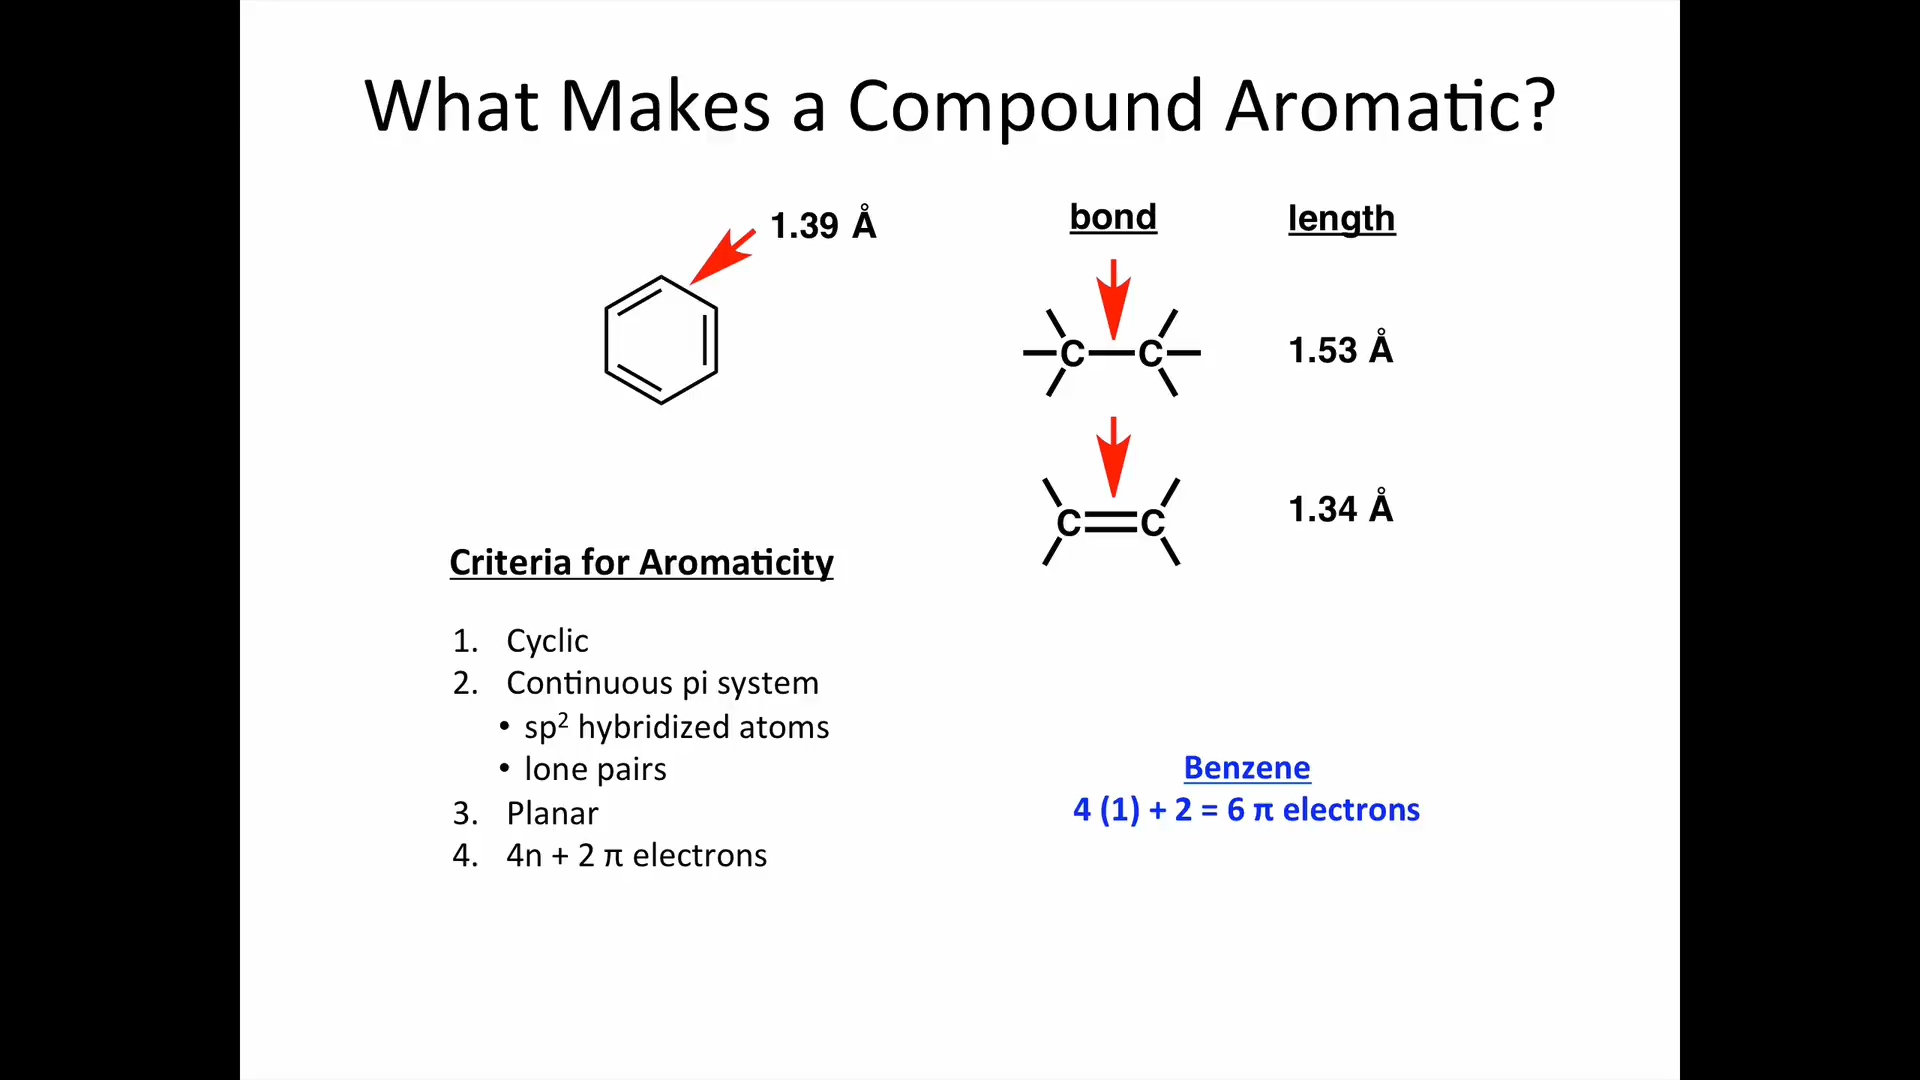 What Makes a Compound Aromatic?
1.39 Å
bond length
C C 1.53 Å
C C 1.34 Å
Criteria for Aromaticity
1. Cyclic
2. Continuous pi system
• sp² hybridized atoms
• lone pairs
3. Planar
4. 4n + 2 π electrons
Benzene
4 (1) + 2 = 6 π electrons